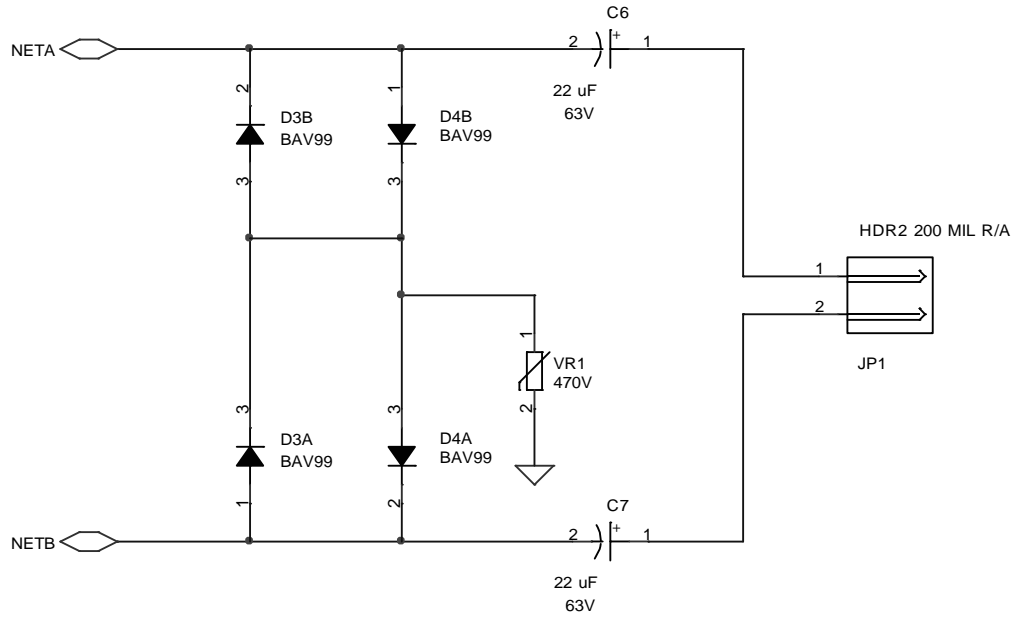 C6
NETA
2
+
1
22 uF
63V
2
1
D3B
BAV99
D4B
BAV99
3
3
HDR2 200 MIL R/A
1
2
JP1
1
VR1
470V
2
3
3
D3A
BAV99
D4A
BAV99
1
2
C7
NETB
2
+
1
22 uF
63V